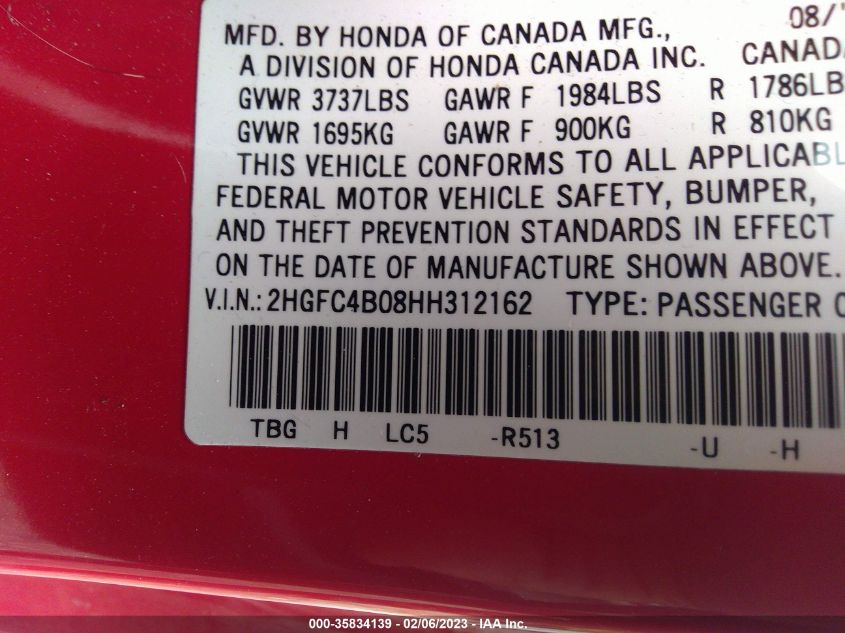 08/
MFD. BY HONDA OF CANADA MFG.,
A DIVISION OF HONDA CANADA INC. CANADA
GVWR 3737LBS GAWR F 1984LBS R 1786LB
GVWR 1695KG GAWR F 900KG R 810KG
THIS VEHICLE CONFORMS TO ALL APPLICABL
FEDERAL MOTOR VEHICLE SAFETY, BUMPER,
AND THEFT PREVENTION STANDARDS IN EFFECT
ON THE DATE OF MANUFACTURE SHOWN ABOVE.
V.I.N.: 2HGFC4B08HH312162 TYPE: PASSENGER C
TBG H LC5 -R513 -U -H
000-35834139 - 02/06/2023 - IAA Inc.